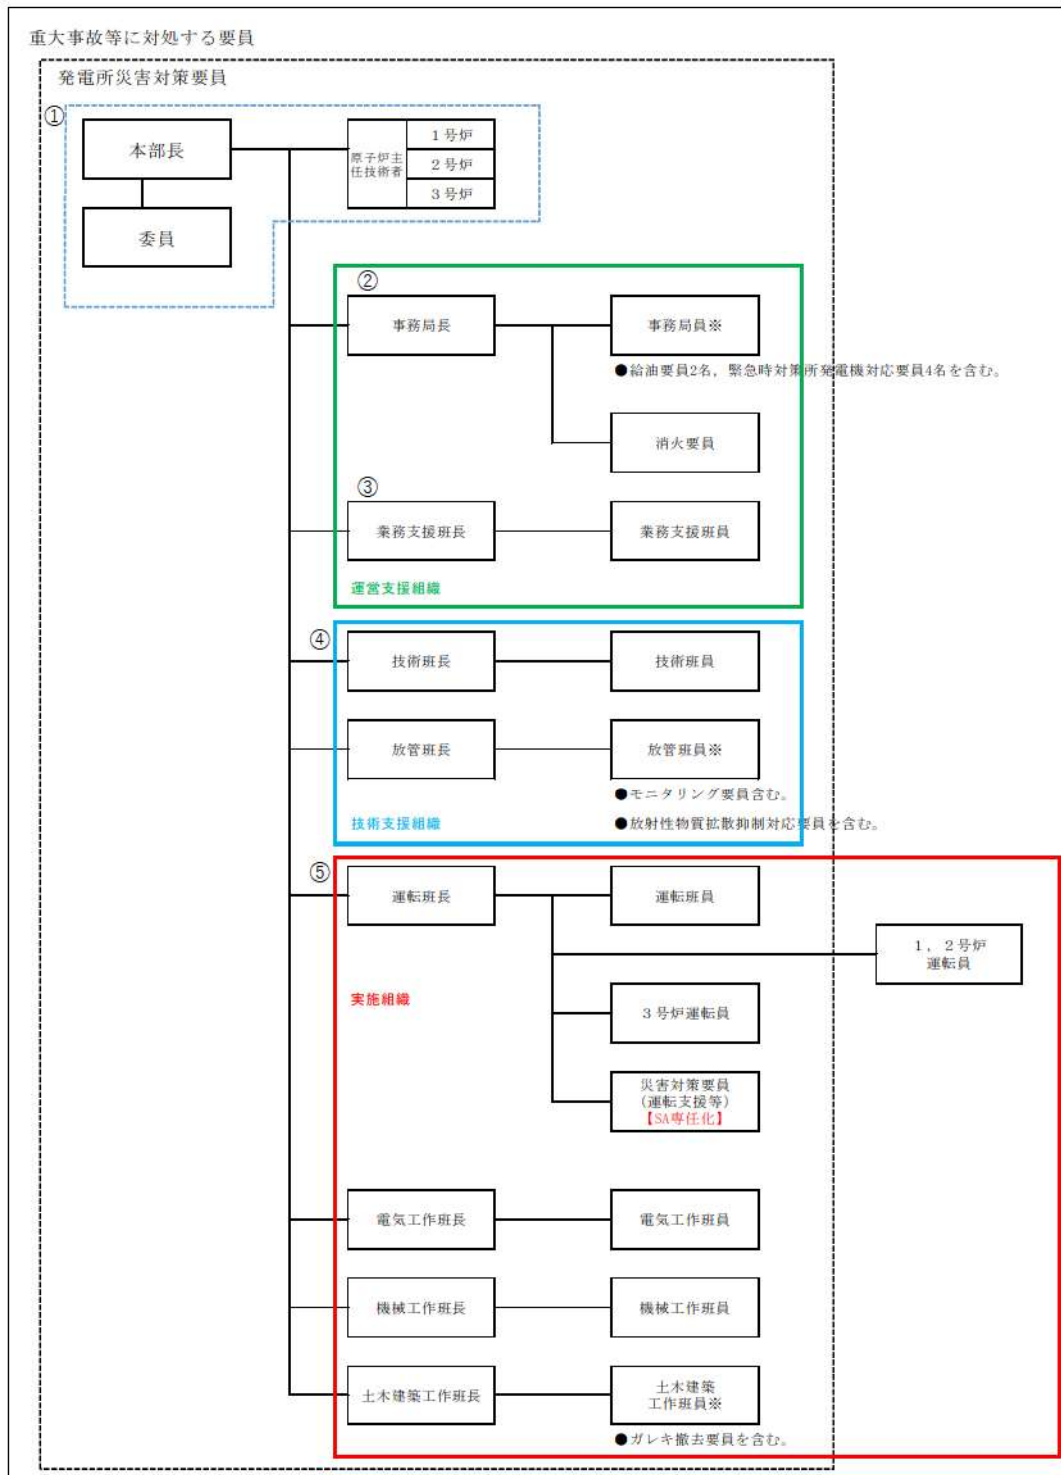 重大事故等に対処する要員
発電所災害対策要員
①
本部長
原子炉主
任技術者
1号炉
2号炉
3号炉
委員
②
事務局長
事務局員※
●給油要員2名，緊急時対策所発電機対応要員4名を含む。
消火要員
③
業務支援班長
業務支援班員
運営支援組織
④
技術班長
技術班員
放管班長
放管班員※
●モニタリング要員含む。
技術支援組織
●放射性物質拡散抑制対応要員を含む。
⑤
運転班長
運転班員
1，2号炉
運転員
実施組織
3号炉運転員
災害対策要員
(運転支援等)
【SA専任化】
電気工作班長
電気工作班員
機械工作班長
機械工作班員
土木建築工作班長
土木建築
工作班員※
●ガレキ撤去要員を含む。